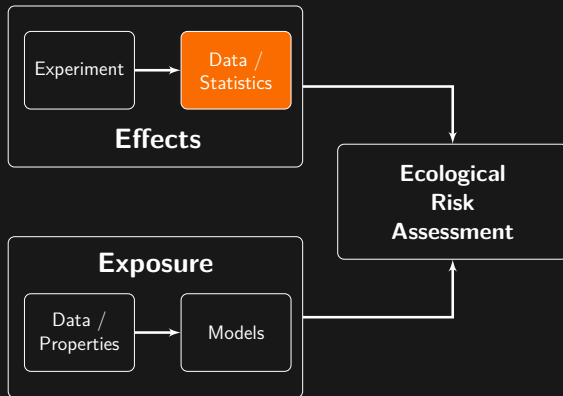 Experiment
Data /
Statistics
Effects
Ecological
Risk
Assessment
Exposure
Data /
Properties
Models